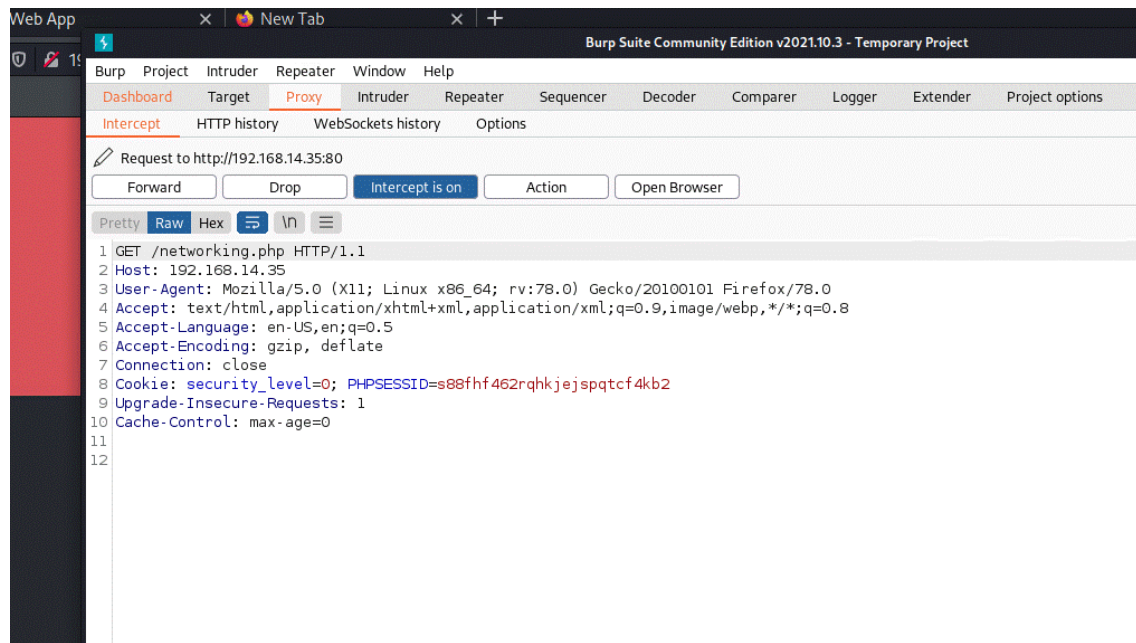 Web App × New Tab × +
Burp Suite Community Edition v2021.10.3 - Temporary Project
19
Burp Project Intruder Repeater Window Help
Dashboard Target Proxy Intruder Repeater Sequencer Decoder Comparer Logger Extender Project options
Intercept HTTP history WebSockets history Options
Request to http://192.168.14.35:80
Forward Drop Intercept is on Action Open Browser
Pretty Raw Hex \n
1 GET /networking.php HTTP/1.1
2 Host: 192.168.14.35
3 User-Agent: Mozilla/5.0 (X11; Linux x86_64; rv:78.0) Gecko/20100101 Firefox/78.0
4 Accept: text/html,application/xhtml+xml,application/xml;q=0.9,image/webp,*/*;q=0.8
5 Accept-Language: en-US,en;q=0.5
6 Accept-Encoding: gzip, deflate
7 Connection: close
8 Cookie: security_level=0; PHPSESSID=s88fhf462rqhkjejspqtcf4kb2
9 Upgrade-Insecure-Requests: 1
10 Cache-Control: max-age=0
11
12